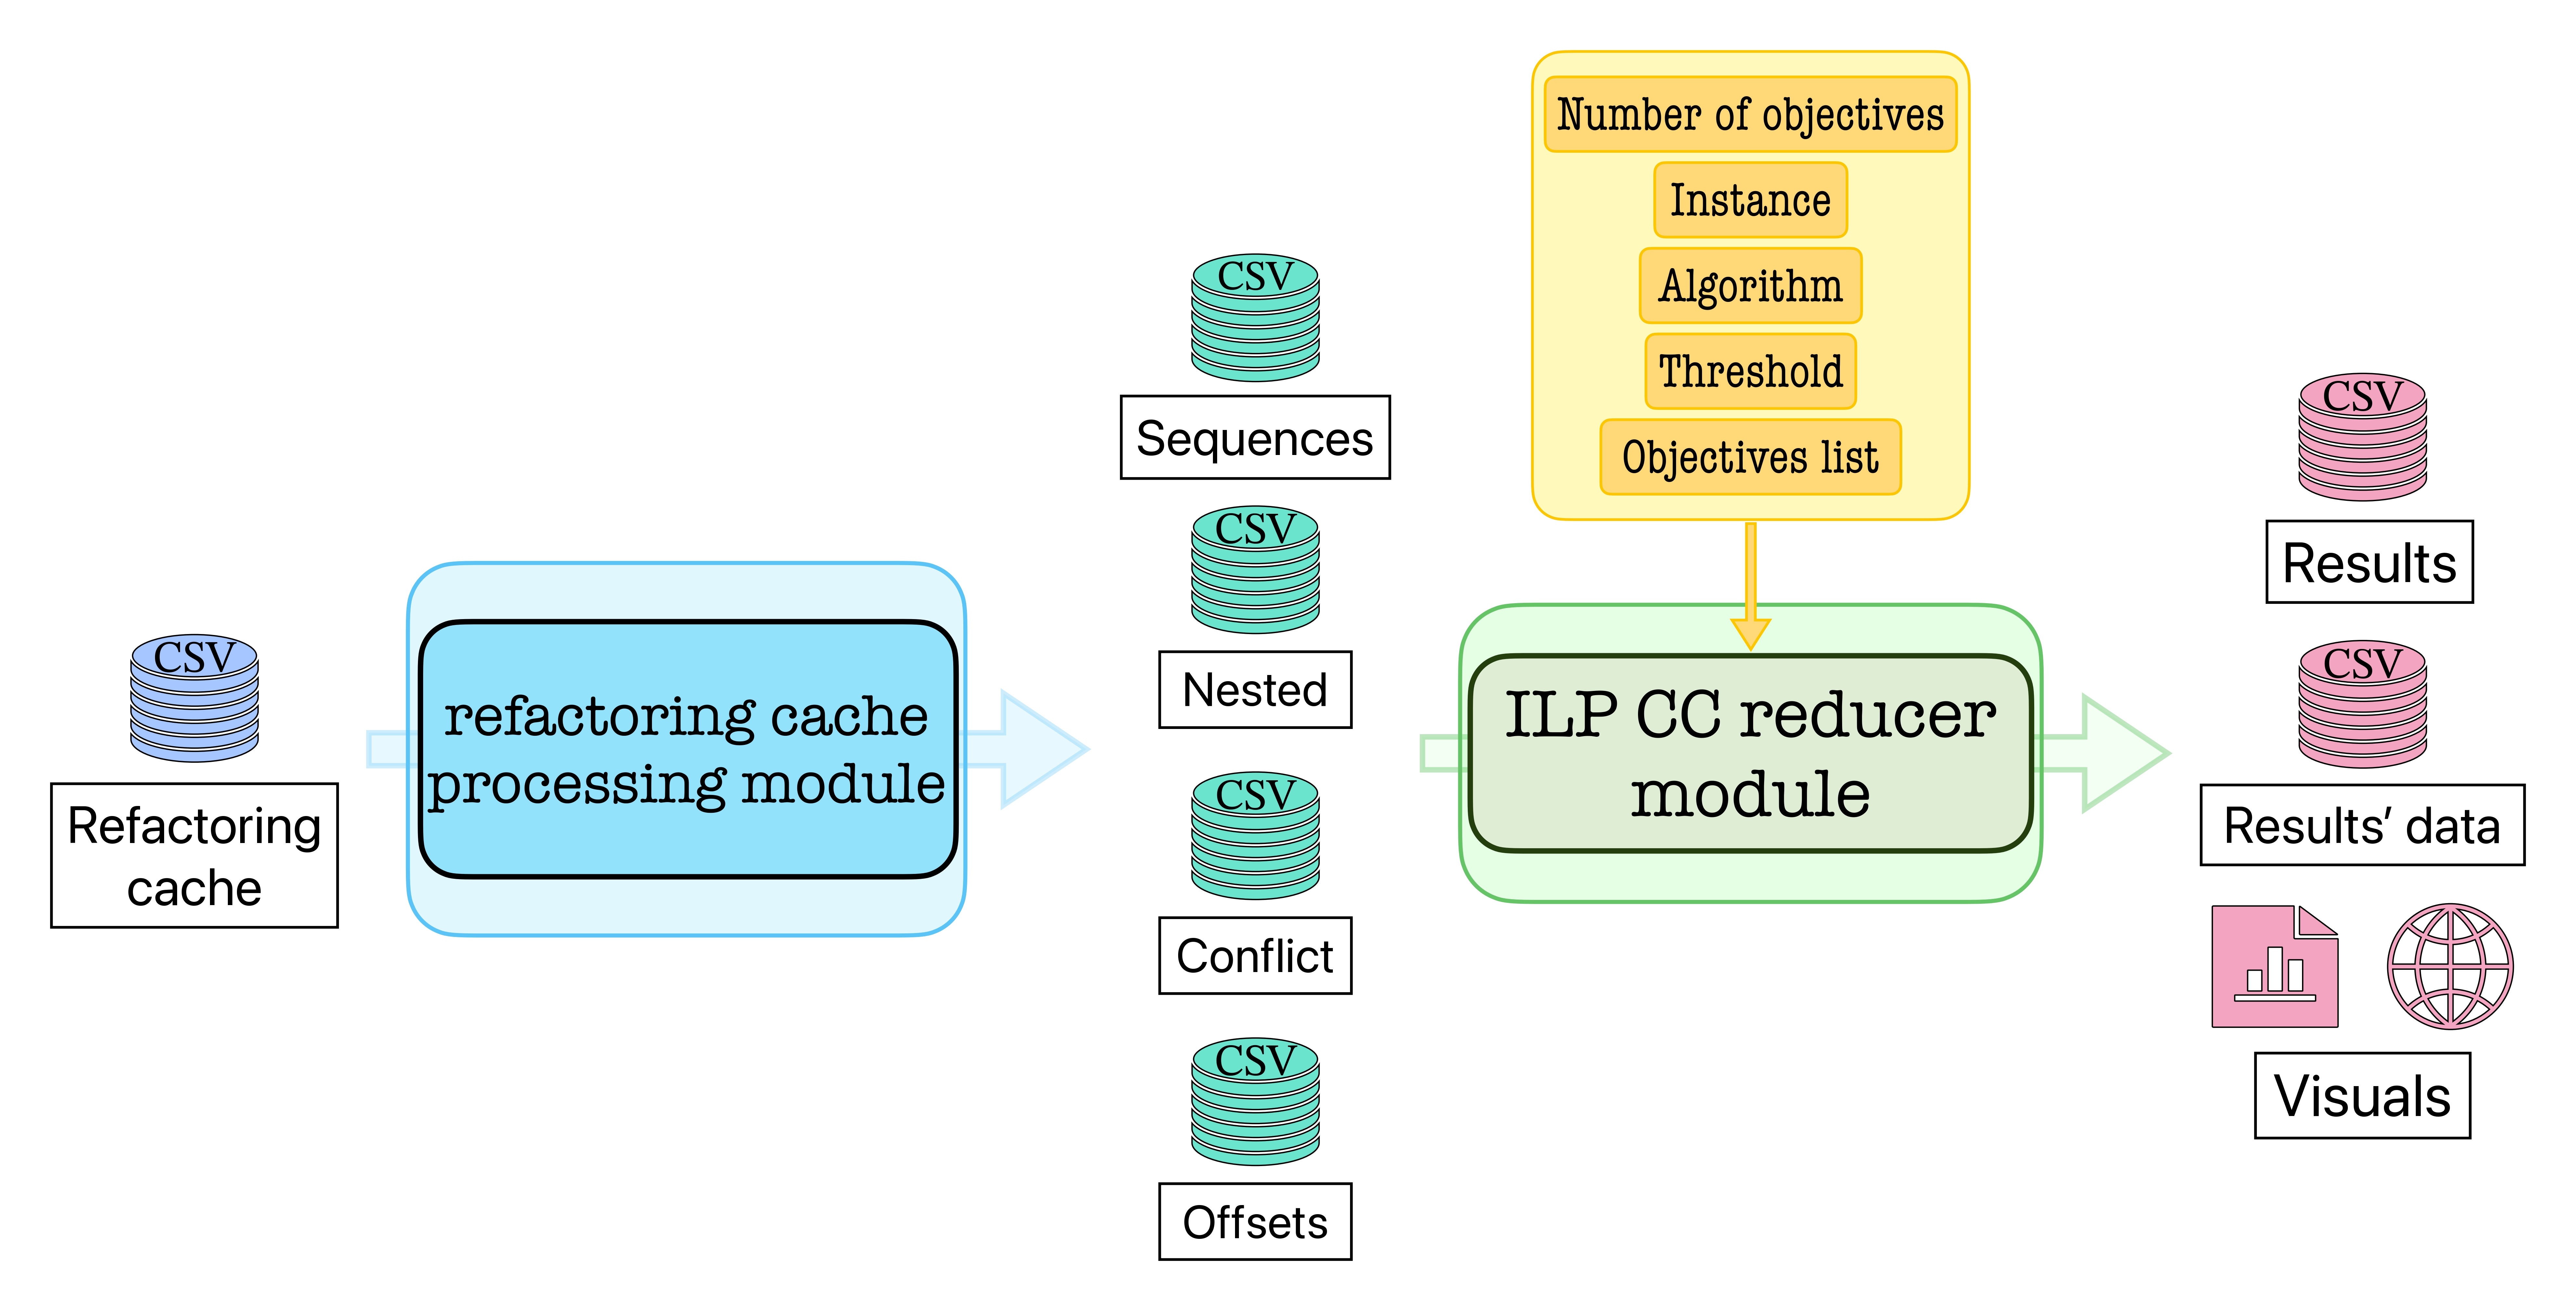 CSV
Refactoring
cache
refactoring cache
processing module
CSV
Sequences
CSV
Nested
CSV
Conflict
CSV
Offsets
Number of objectives
Instance
Algorithm
Threshold
Objectives list
ILP CC reducer
module
CSV
Results
CSV
Results’ data
Visuals